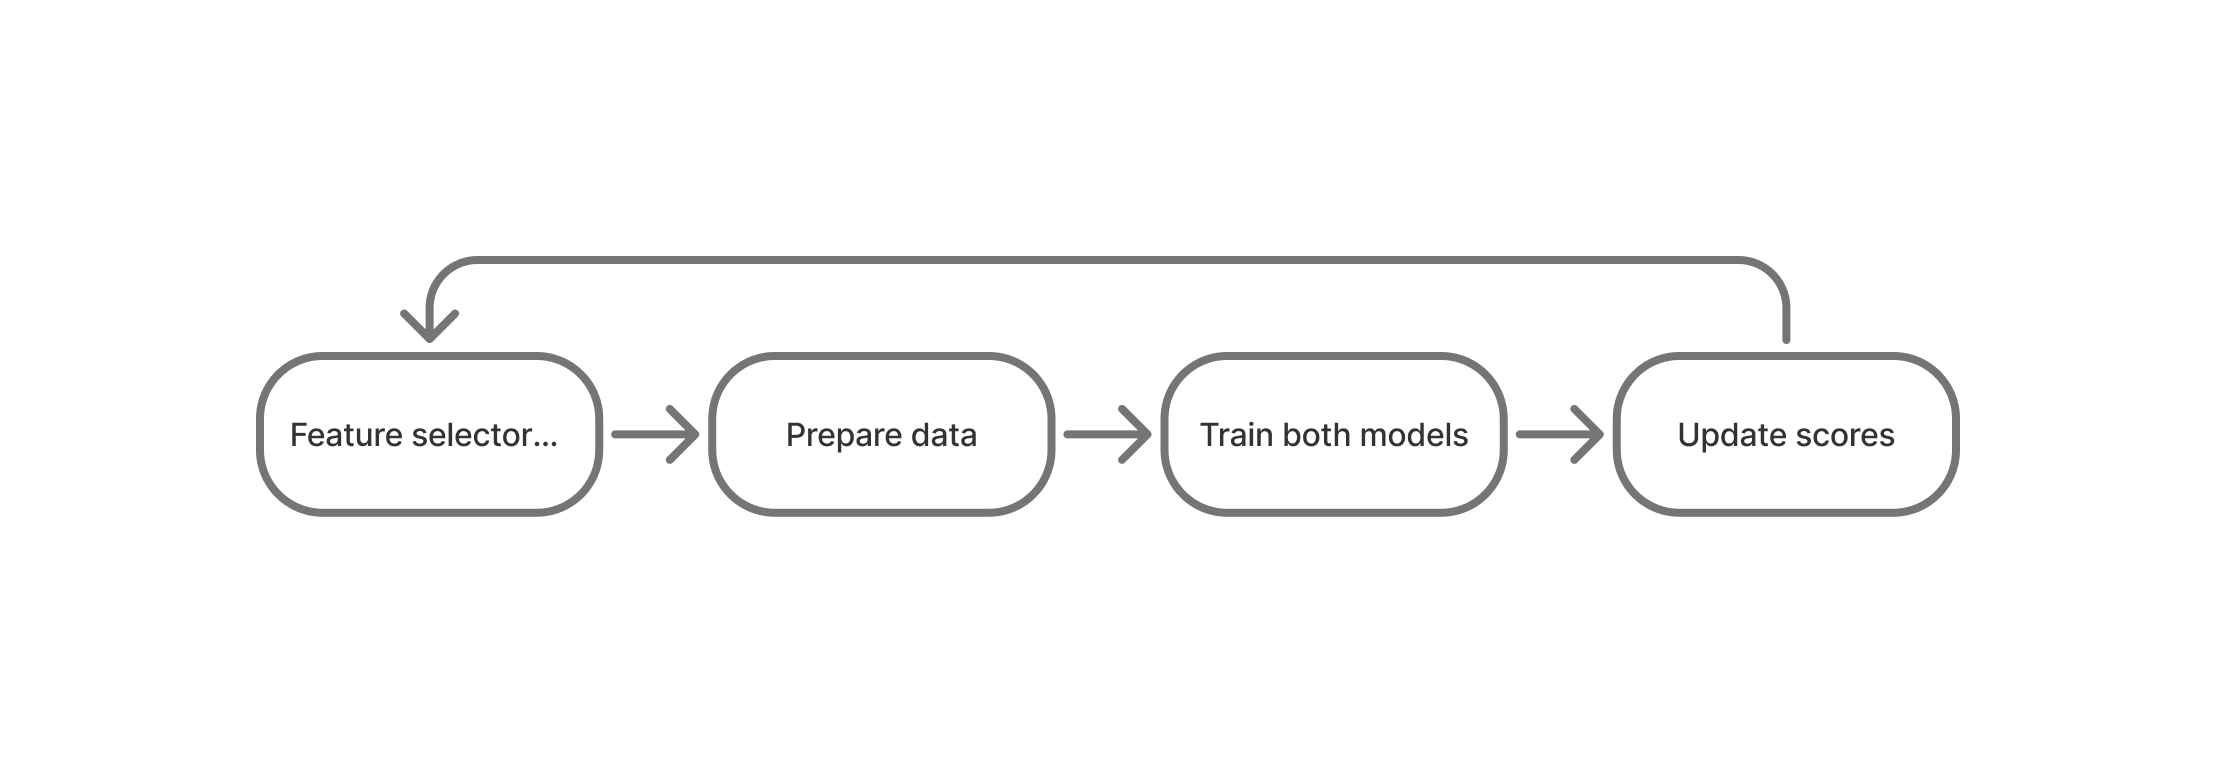 Feature selector...
Prepare data
Train both models
Update scores